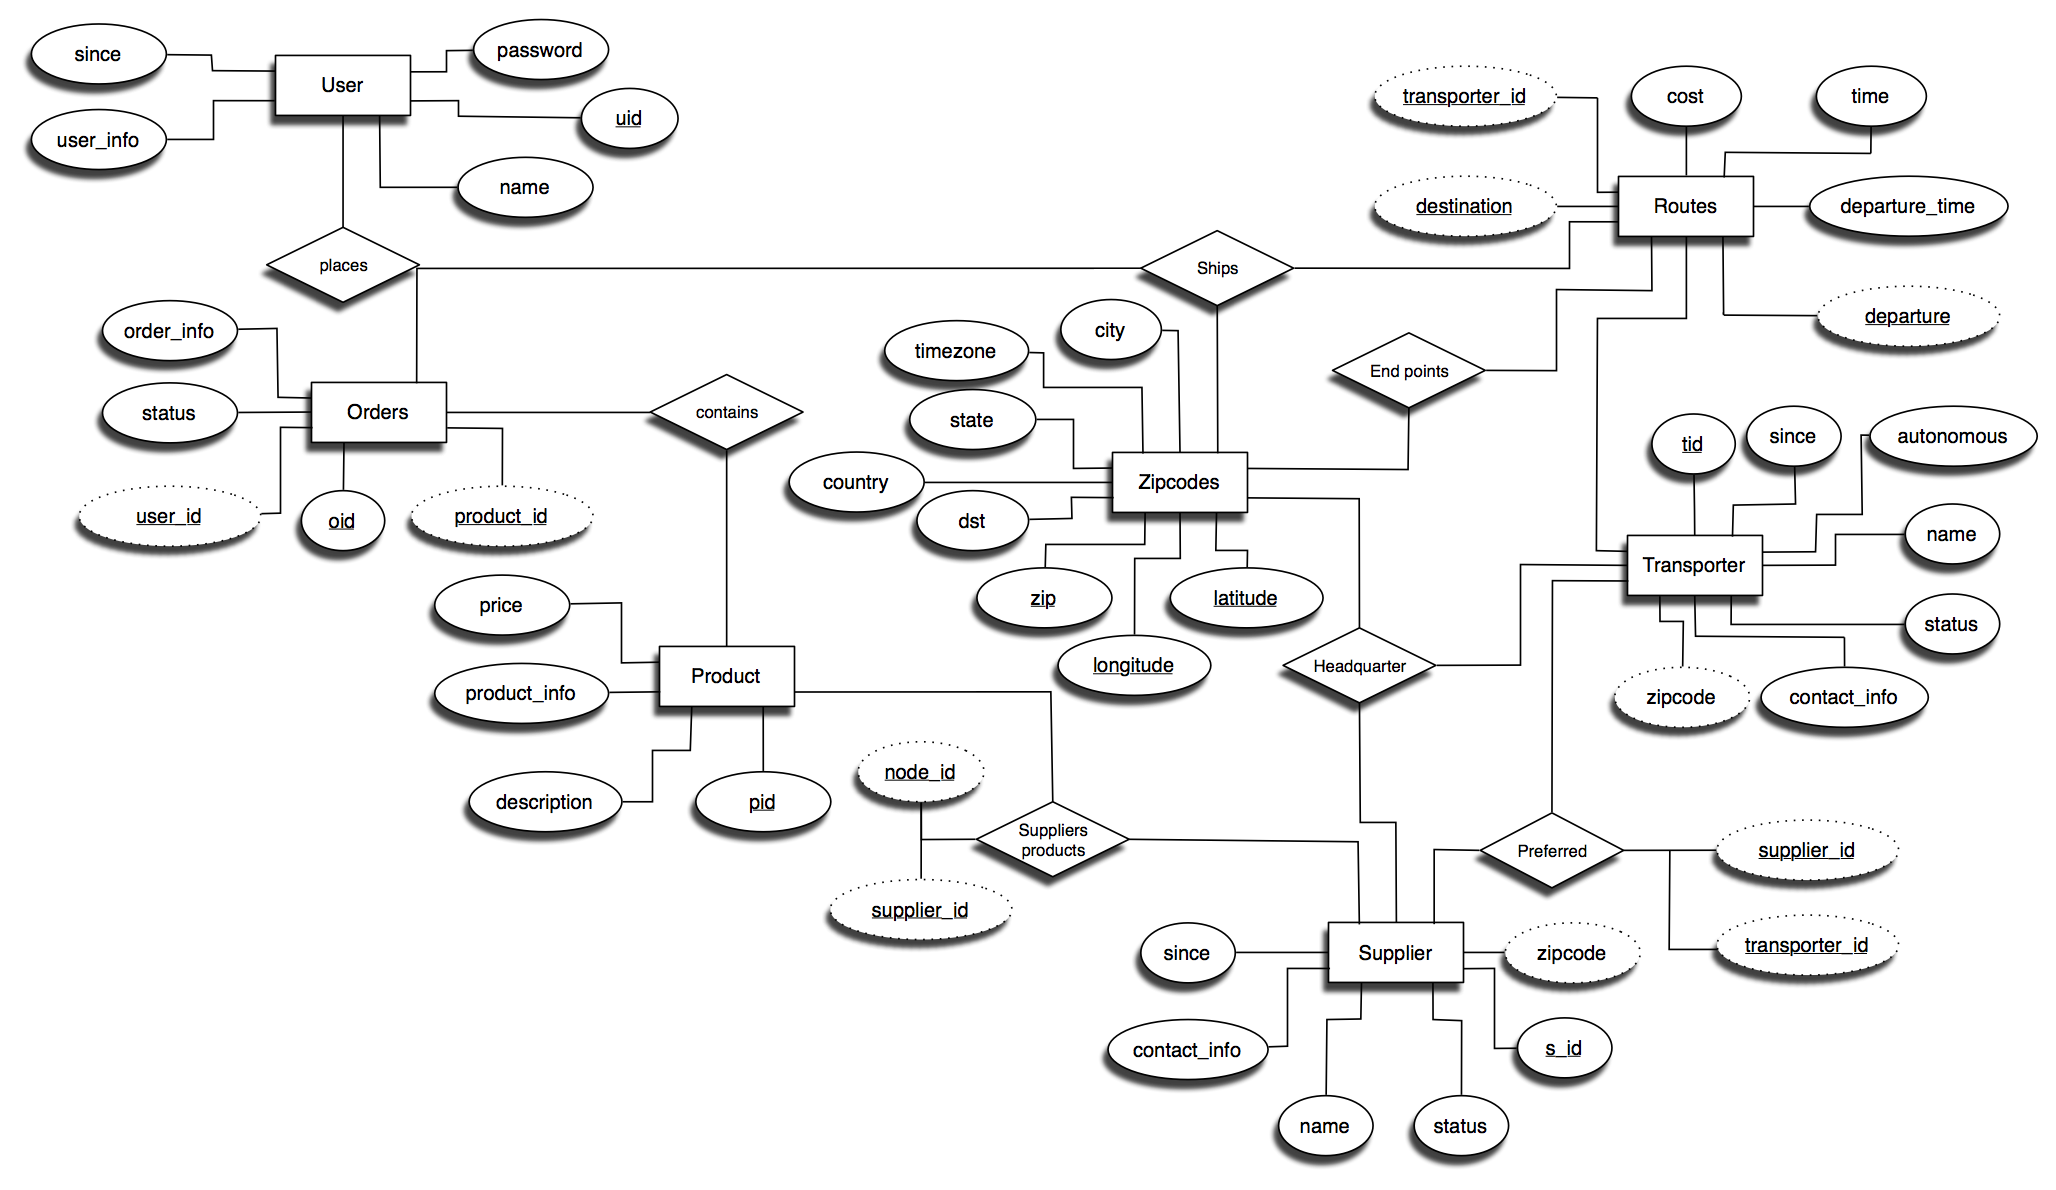 since
User
password
user_info
uid
name
places
transporter_id
cost
time
destination
Routes
departure_time
departure
Ships
order_info
status
Orders
user_id
oid
product_id
contains
timezone
city
state
country
Zipcodes
dst
zip
latitude
longitude
End points
tid
since
autonomous
name
Transporter
status
zipcode
contact_info
Headquarter
price
product_info
Product
description
pid
node_id
Suppliers
products
supplier_id
Preferred
supplier_id
transporter_id
since
Supplier
zipcode
contact_info
s_id
name
status